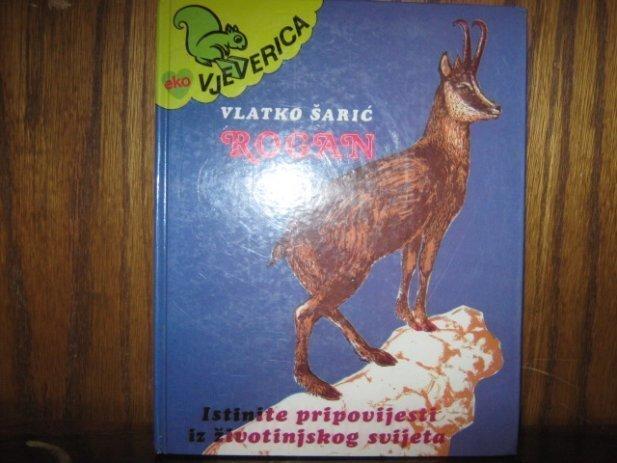 eko VJEVERICA
VLATKO ŠARIĆ
ROGAN
Istinite pripovijesti
iz životinjskog svijeta